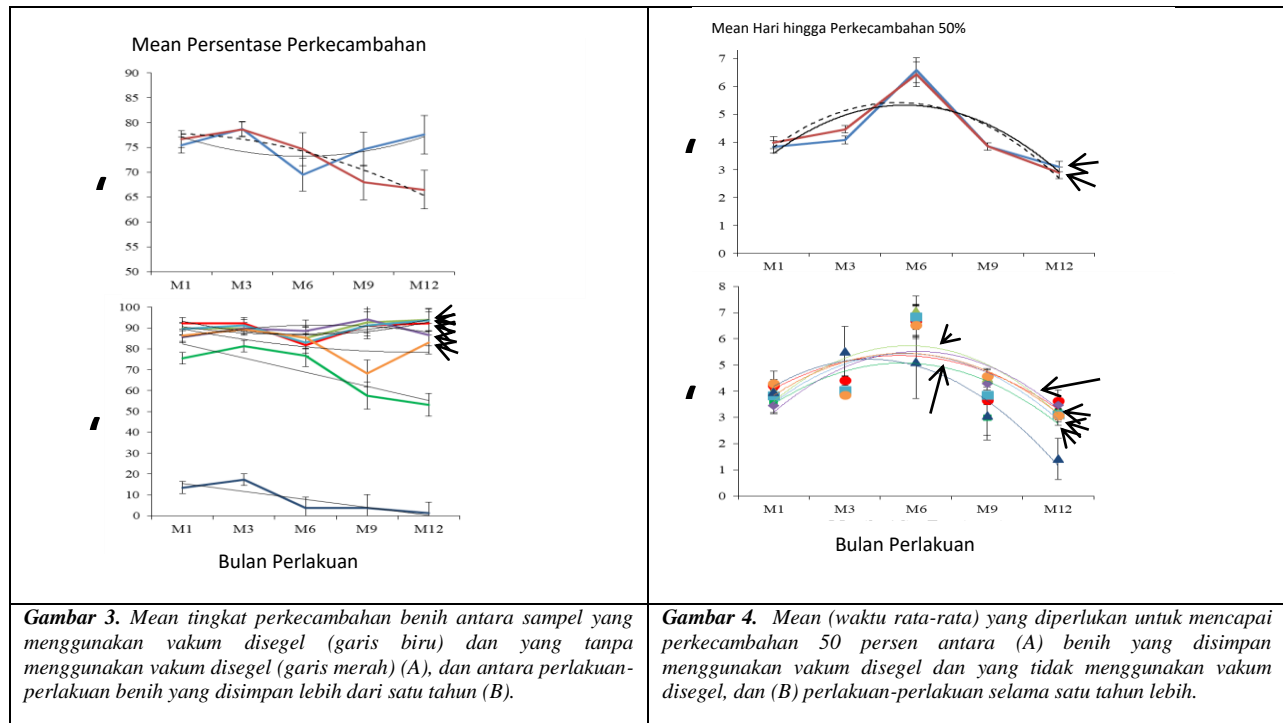 Mean Persentase Perkecambahan
90
85
80
75
70
65
60
55
50
M1 M3 M6 M9 M12
100
90
80
70
60
50
40
30
20
10
0
M1 M3 M6 M9 M12
Bulan Perlakuan
Gambar 3. Mean tingkat perkecambahan benih antara sampel yang
menggunakan vakum disegel (garis biru) dan yang tanpa
menggunakan vakum disegel (garis merah) (A), dan antara perlakuan-
perlakuan benih yang disimpan lebih dari satu tahun (B).
Mean Hari hingga Perkecambahan 50%
7
6
5
4
3
2
1
0
M1 M3 M6 M9 M12
8
7
6
5
4
3
2
1
0
M1 M3 M6 M9 M12
Bulan Perlakuan
Gambar 4. Mean (waktu rata-rata) yang diperlukan untuk mencapai
perkecambahan 50 persen antara (A) benih yang disimpan
menggunakan vakum disegel dan yang tidak menggunakan vakum
disegel, dan (B) perlakuan-perlakuan selama satu tahun lebih.